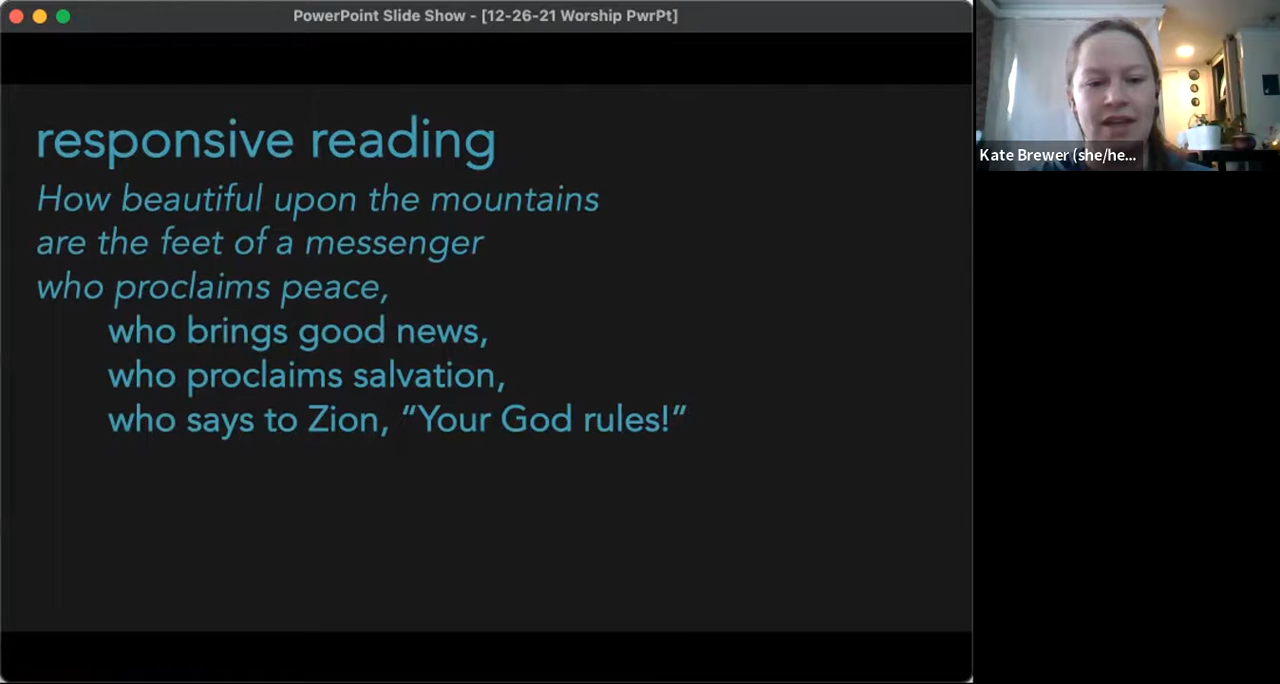 PowerPoint Slide Show - [12-26-21 Worship PwrPt]
responsive reading
How beautiful upon the mountains
are the feet of a messenger
who proclaims peace,
who brings good news,
who proclaims salvation,
who says to Zion, “Your God rules!”
Kate Brewer (she/he...